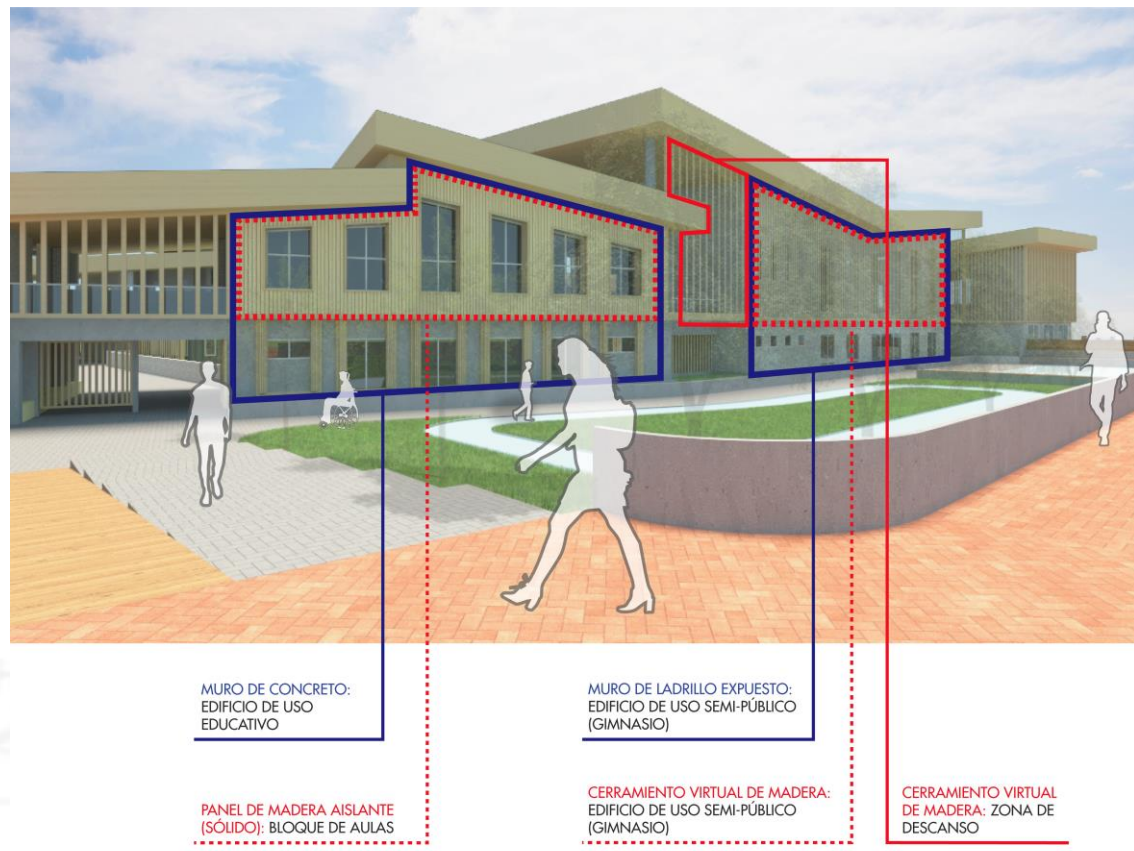 MURO DE CONCRETO:
EDIFICIO DE USO
EDUCATIVO
MURO DE LADRILLO EXPUESTO:
EDIFICIO DE USO SEMI-PÚBLICO
(GIMNASIO)
PANEL DE MADERA AISLANTE
(SÓLIDO): BLOQUE DE AULAS
CERRAMIENTO VIRTUAL DE MADERA:
EDIFICIO DE USO SEMI-PÚBLICO
(GIMNASIO)
CERRAMIENTO VIRTUAL
DE MADERA: ZONA DE
DESCANSO